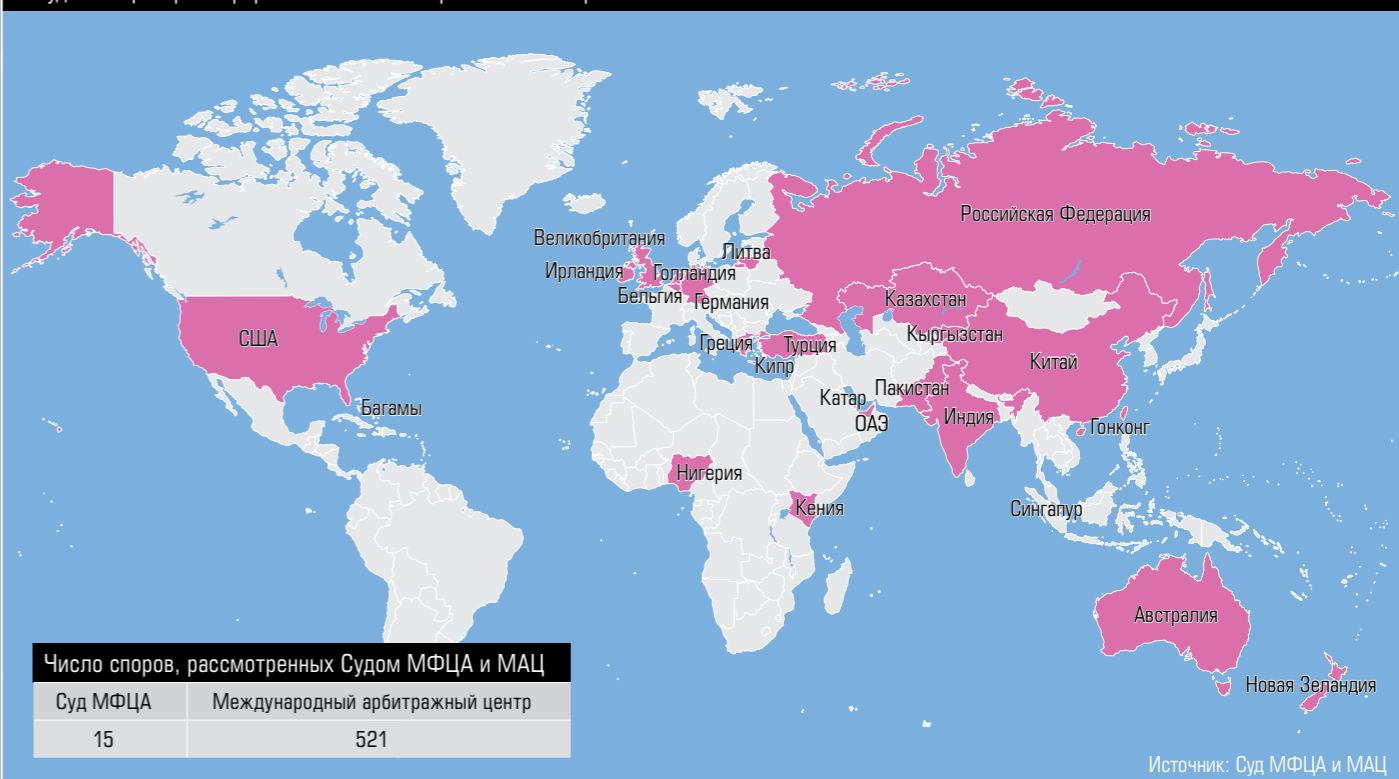 Российская Федерация
Великобритания
Литва
Ирландия
Голландия
Бельгия
Германия
Казахстан
США
Греция
Турция
Кыргызстан
Кипр
Китай
Катар
Пакистан
Багамы
ОАЭ
Индия
Гонконг
Нигерия
Кения
Сингапур
Австралия
Новая Зеландия
Число споров, рассмотренных Судом МФЦА и МАЦ
Суд МФЦА Международный арбитражный центр
15 521
Источник: Суд МФЦА и МАЦ